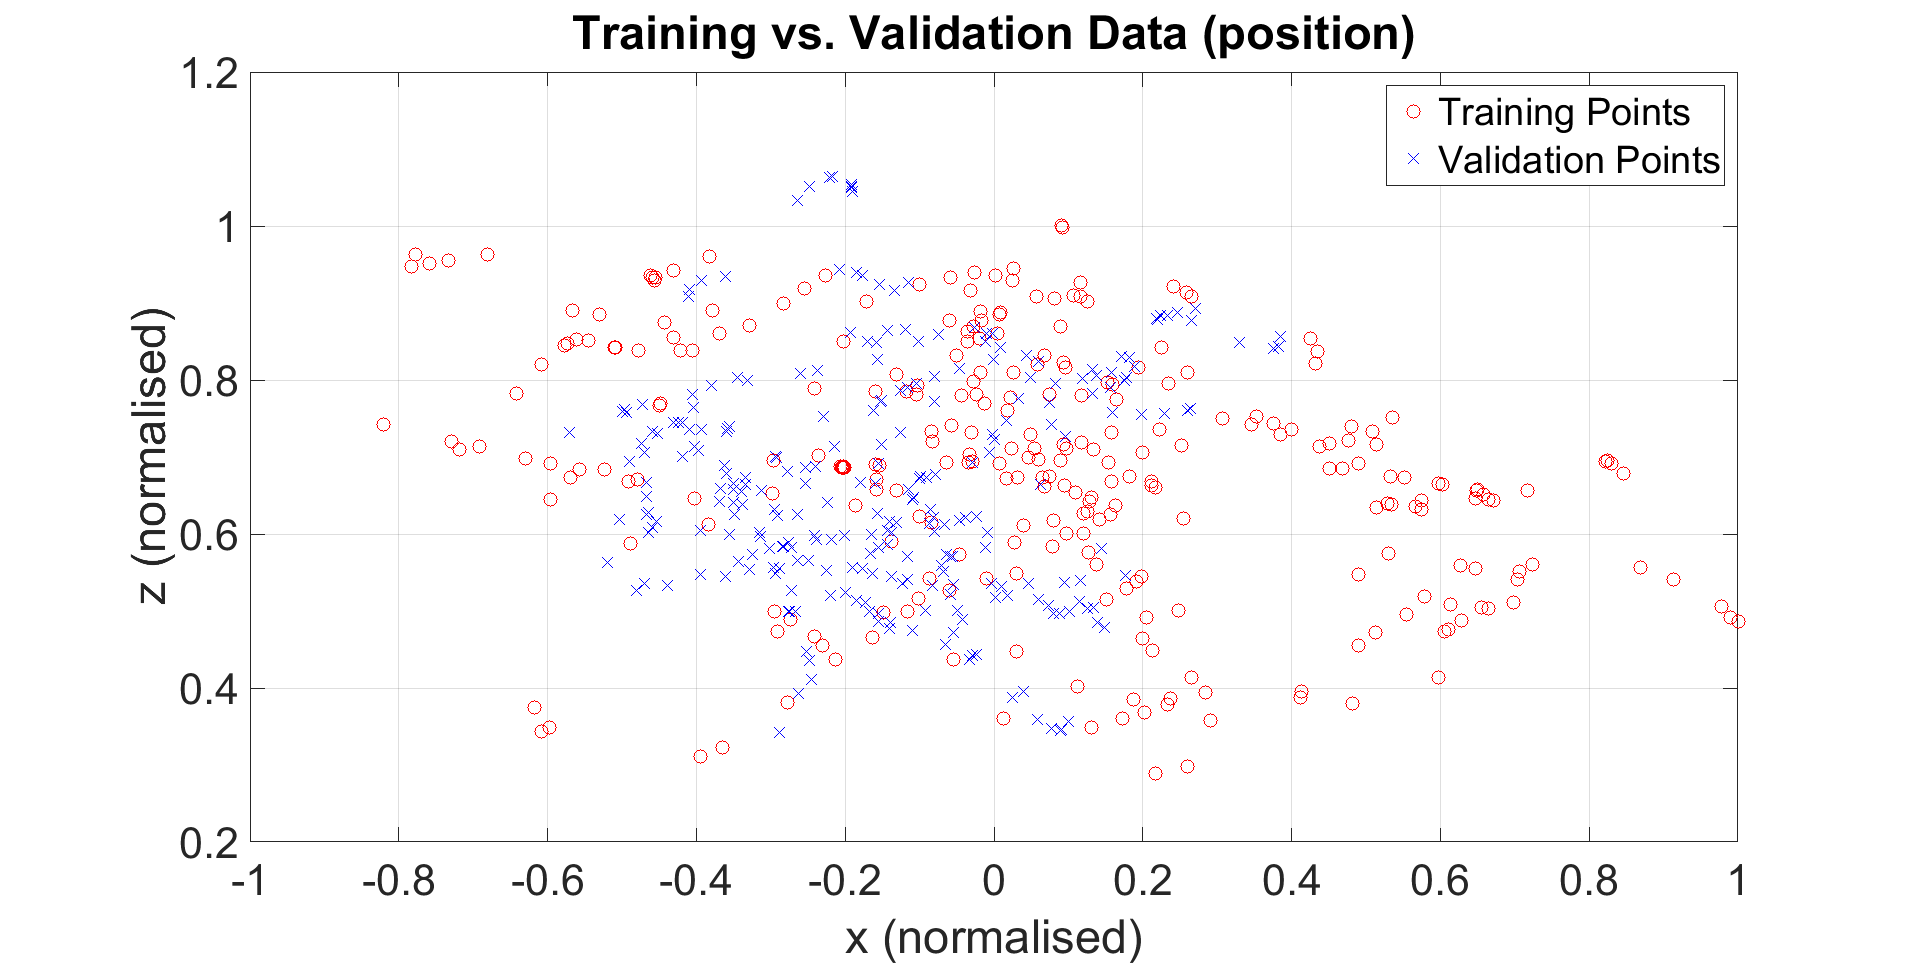 Training vs. Validation Data (position)
Training Points
Validation Points
1.2
1
0.8
0.6
0.4
0.2
z (normalised)
-1 -0.8 -0.6 -0.4 -0.2 0 0.2 0.4 0.6 0.8 1
x (normalised)